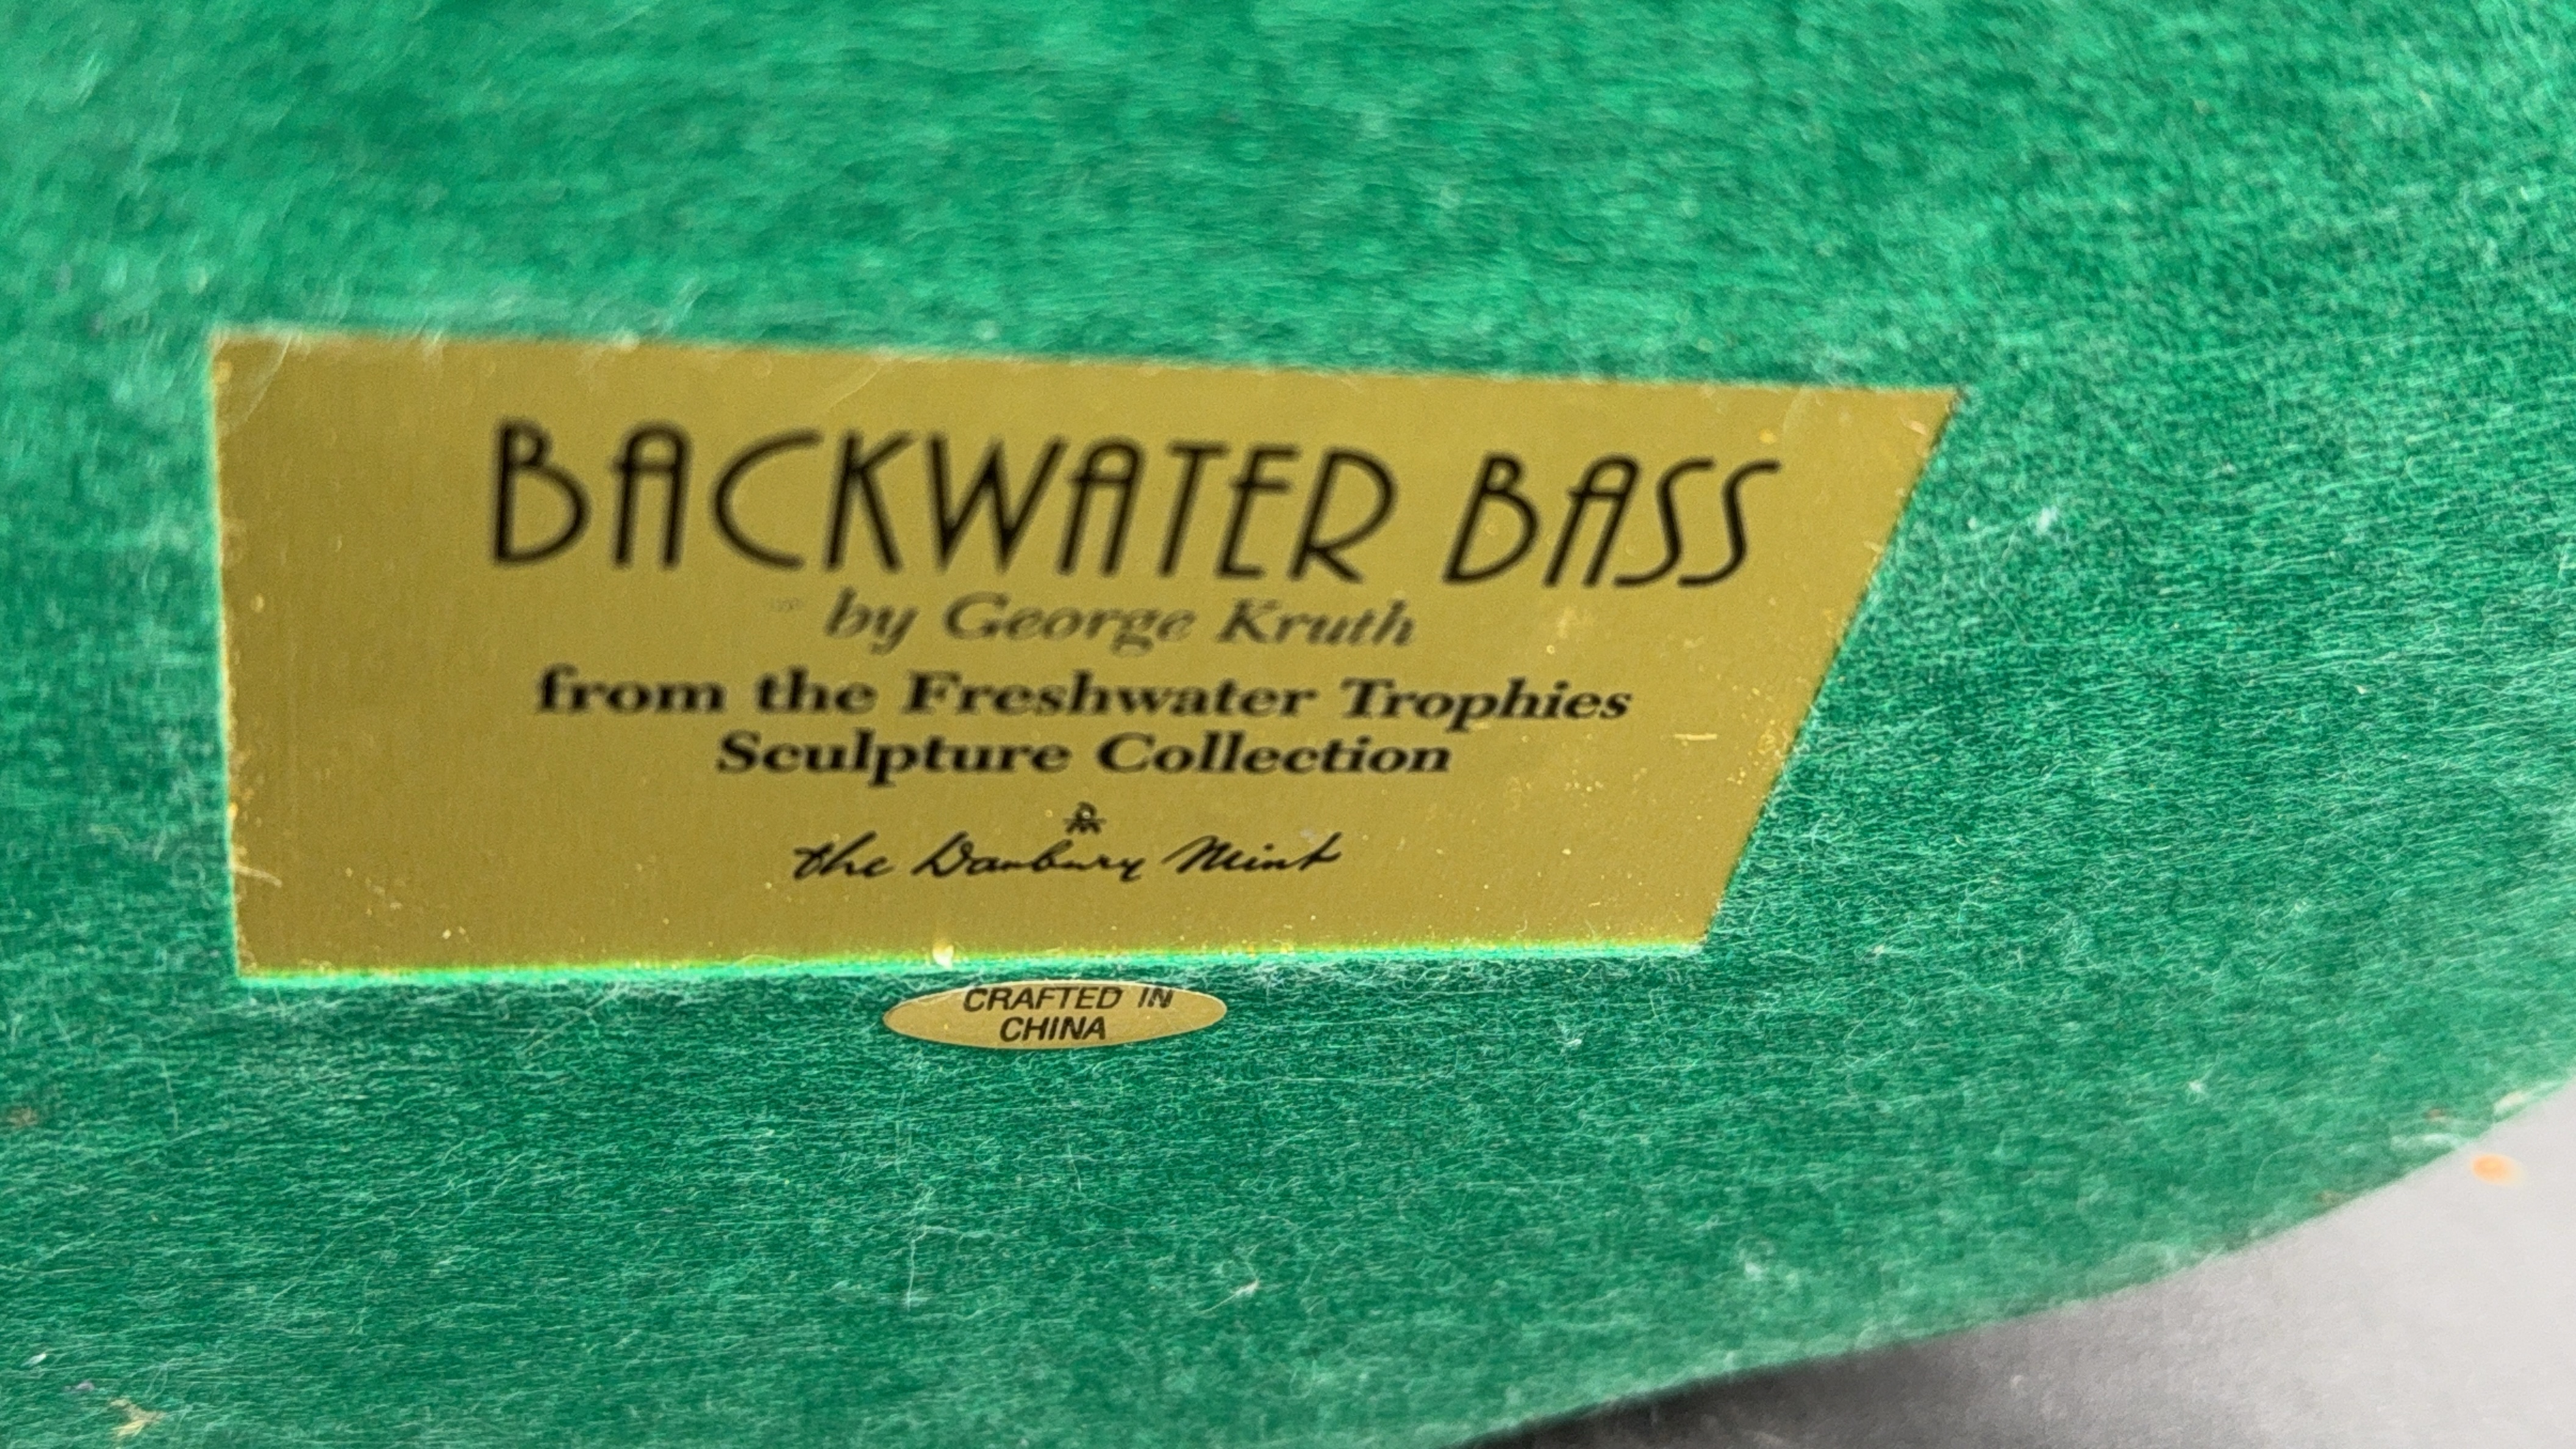 BACKWATER BASS
by George Kruth
from the Freshwater Trophies
Sculpture Collection
the Danbury Mint
CRAFTED IN
CHINA